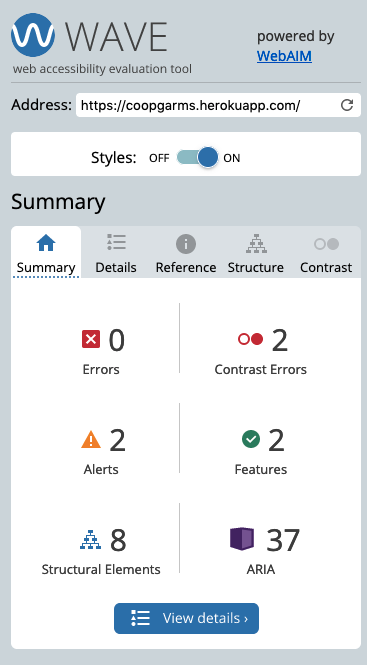 WAVE
web accessibility evaluation tool
powered by
WebAIM
Address: https://coopgarms.herokuapp.com/
Styles: OFF ON
Summary
Summary Details Reference Structure Contrast
0 2
Errors Contrast Errors
2 2
Alerts Features
8 37
Structural Elements ARIA
View details ›